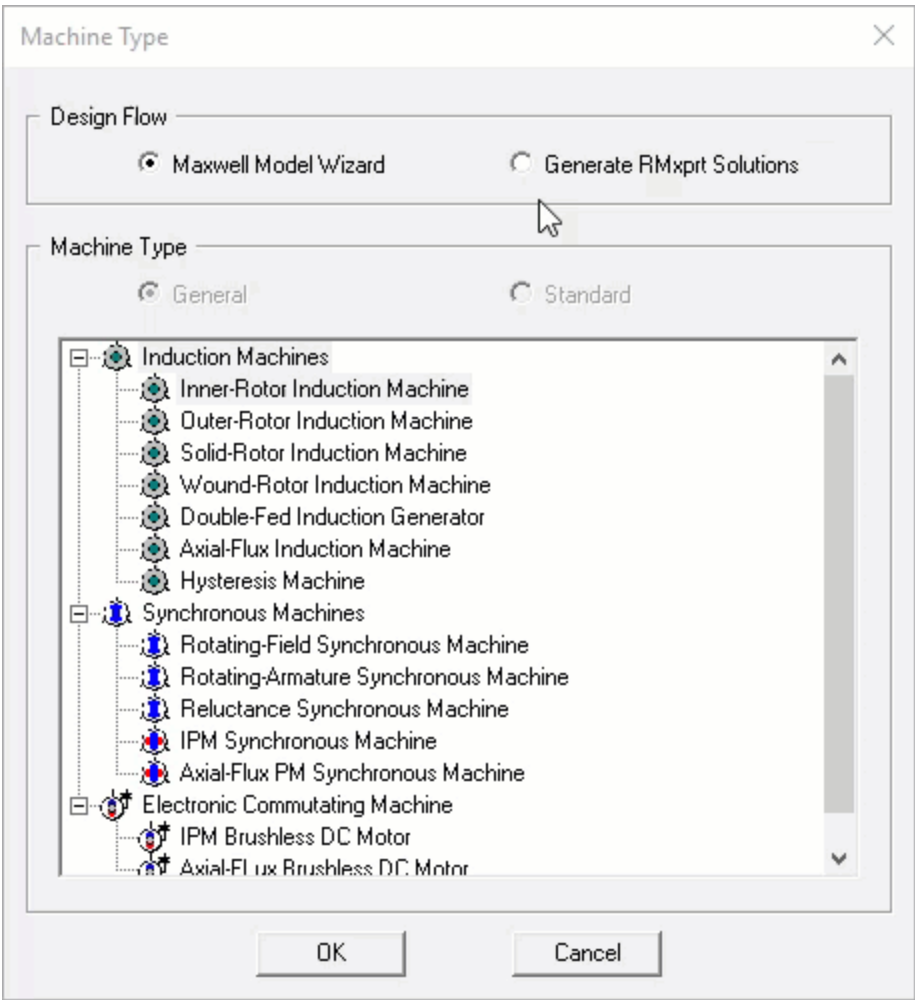 Machine Type
Design Flow
Maxwell Model Wizard Generate RMxprt Solutions
Machine Type
General Standard
Induction Machines
Inner-Rotor Induction Machine
Outer-Rotor Induction Machine
Solid-Rotor Induction Machine
Wound-Rotor Induction Machine
Double-Fed Induction Generator
Axial-Flux Induction Machine
Hysteresis Machine
Synchronous Machines
Rotating-Field Synchronous Machine
Rotating-Armature Synchronous Machine
Reluctance Synchronous Machine
IPM Synchronous Machine
Axial-Flux PM Synchronous Machine
Electronic Commutating Machine
IPM Brushless DC Motor
Axial-FLux Brushless DC Motor
OK Cancel